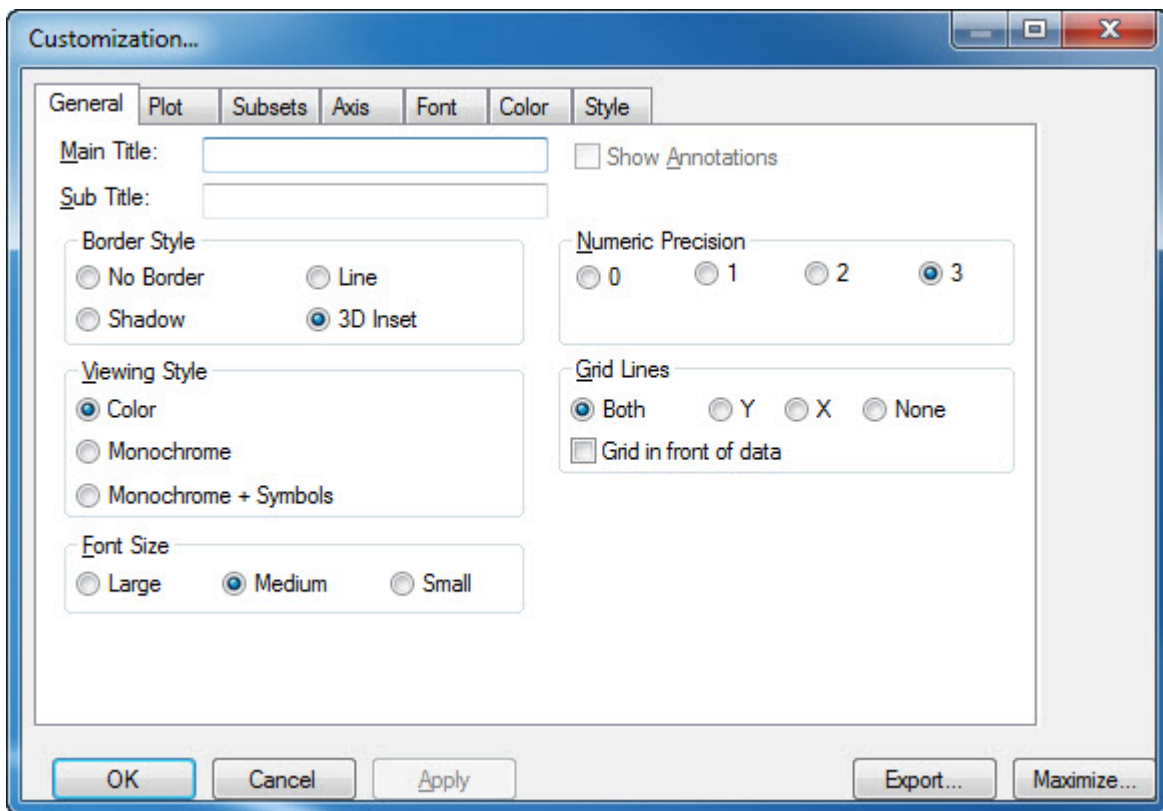 Customization...
General Plot Subsets Axis Font Color Style
Main Title:
Show Annotations
Sub Title:
Border Style
No Border Line
Shadow 3D Inset
Numeric Precision
0 1 2 3
Viewing Style
Color
Monochrome
Monochrome + Symbols
Grid Lines
Both Y X None
Grid in front of data
Font Size
Large Medium Small
OK Cancel Apply Export... Maximize...